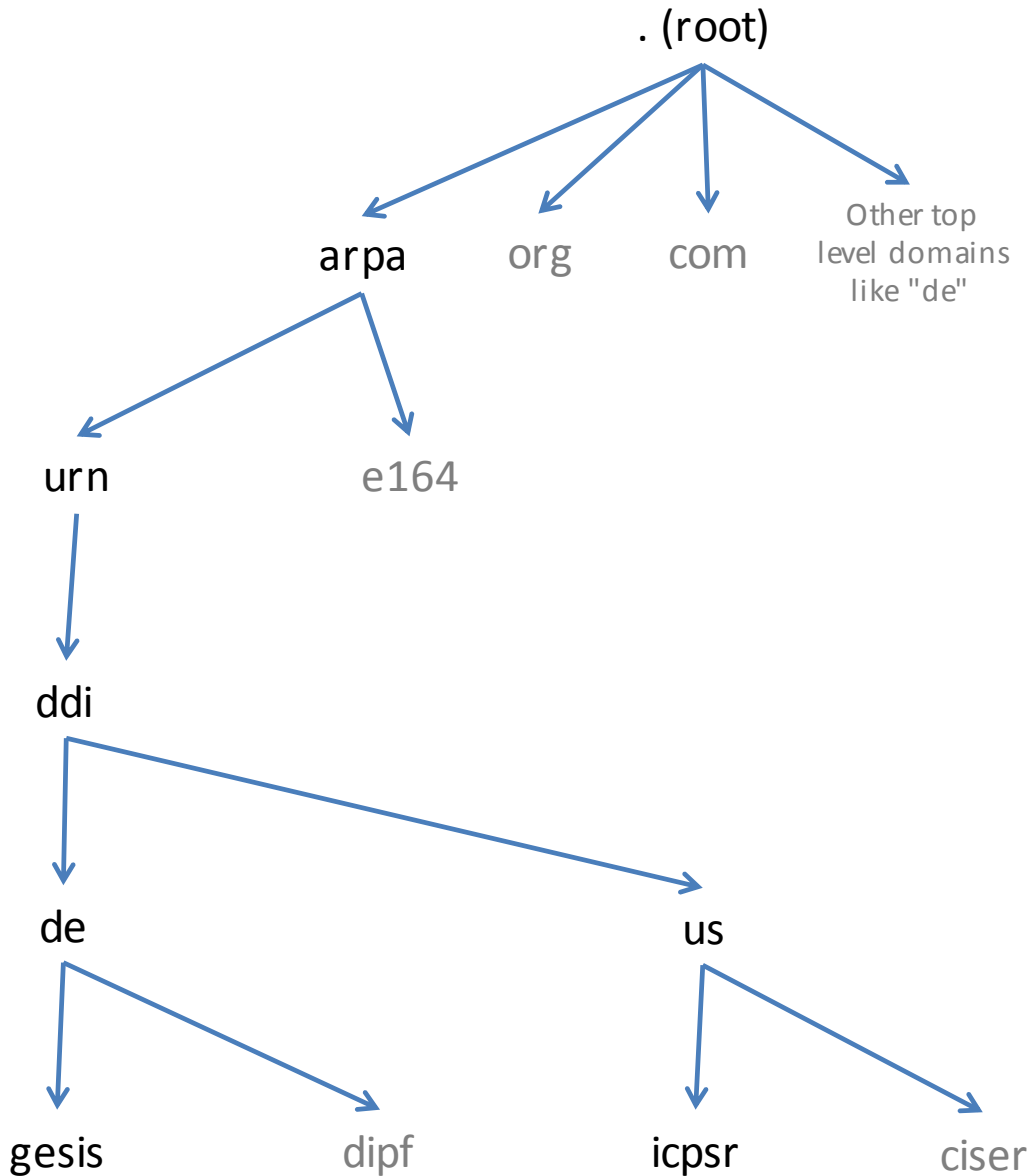 . (root)
arpa
org
com
Other top
level domains
like "de"
urn
e164
ddi
de
us
gesis
dipf
icpsr
ciser